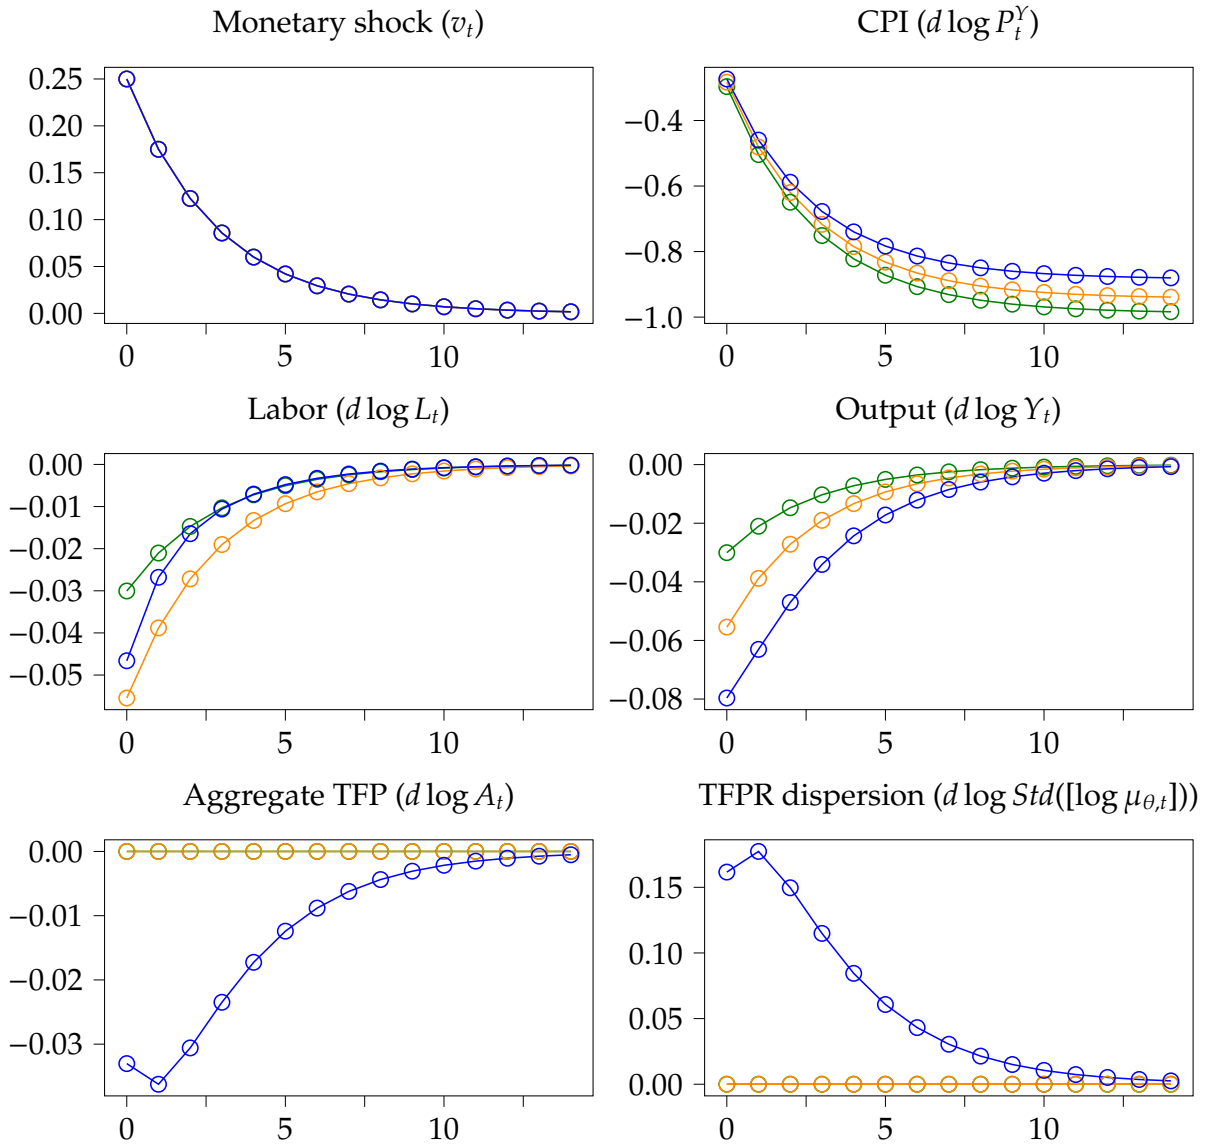 Monetary shock (v_t)
0.25
0.20
0.15
0.10
0.05
0.00
0 5 10
CPI (d log P_t^Y)
−0.4
−0.6
−0.8
−1.0
0 5 10
Labor (d log L_t)
0.00
−0.01
−0.02
−0.03
−0.04
−0.05
0 5 10
Output (d log Y_t)
0.00
−0.02
−0.04
−0.06
−0.08
0 5 10
Aggregate TFP (d log A_t)
0.00
−0.01
−0.02
−0.03
0 5 10
TFPR dispersion (d log Std([log μ_{θ,t}]))
0.15
0.10
0.05
0.00
0 5 10